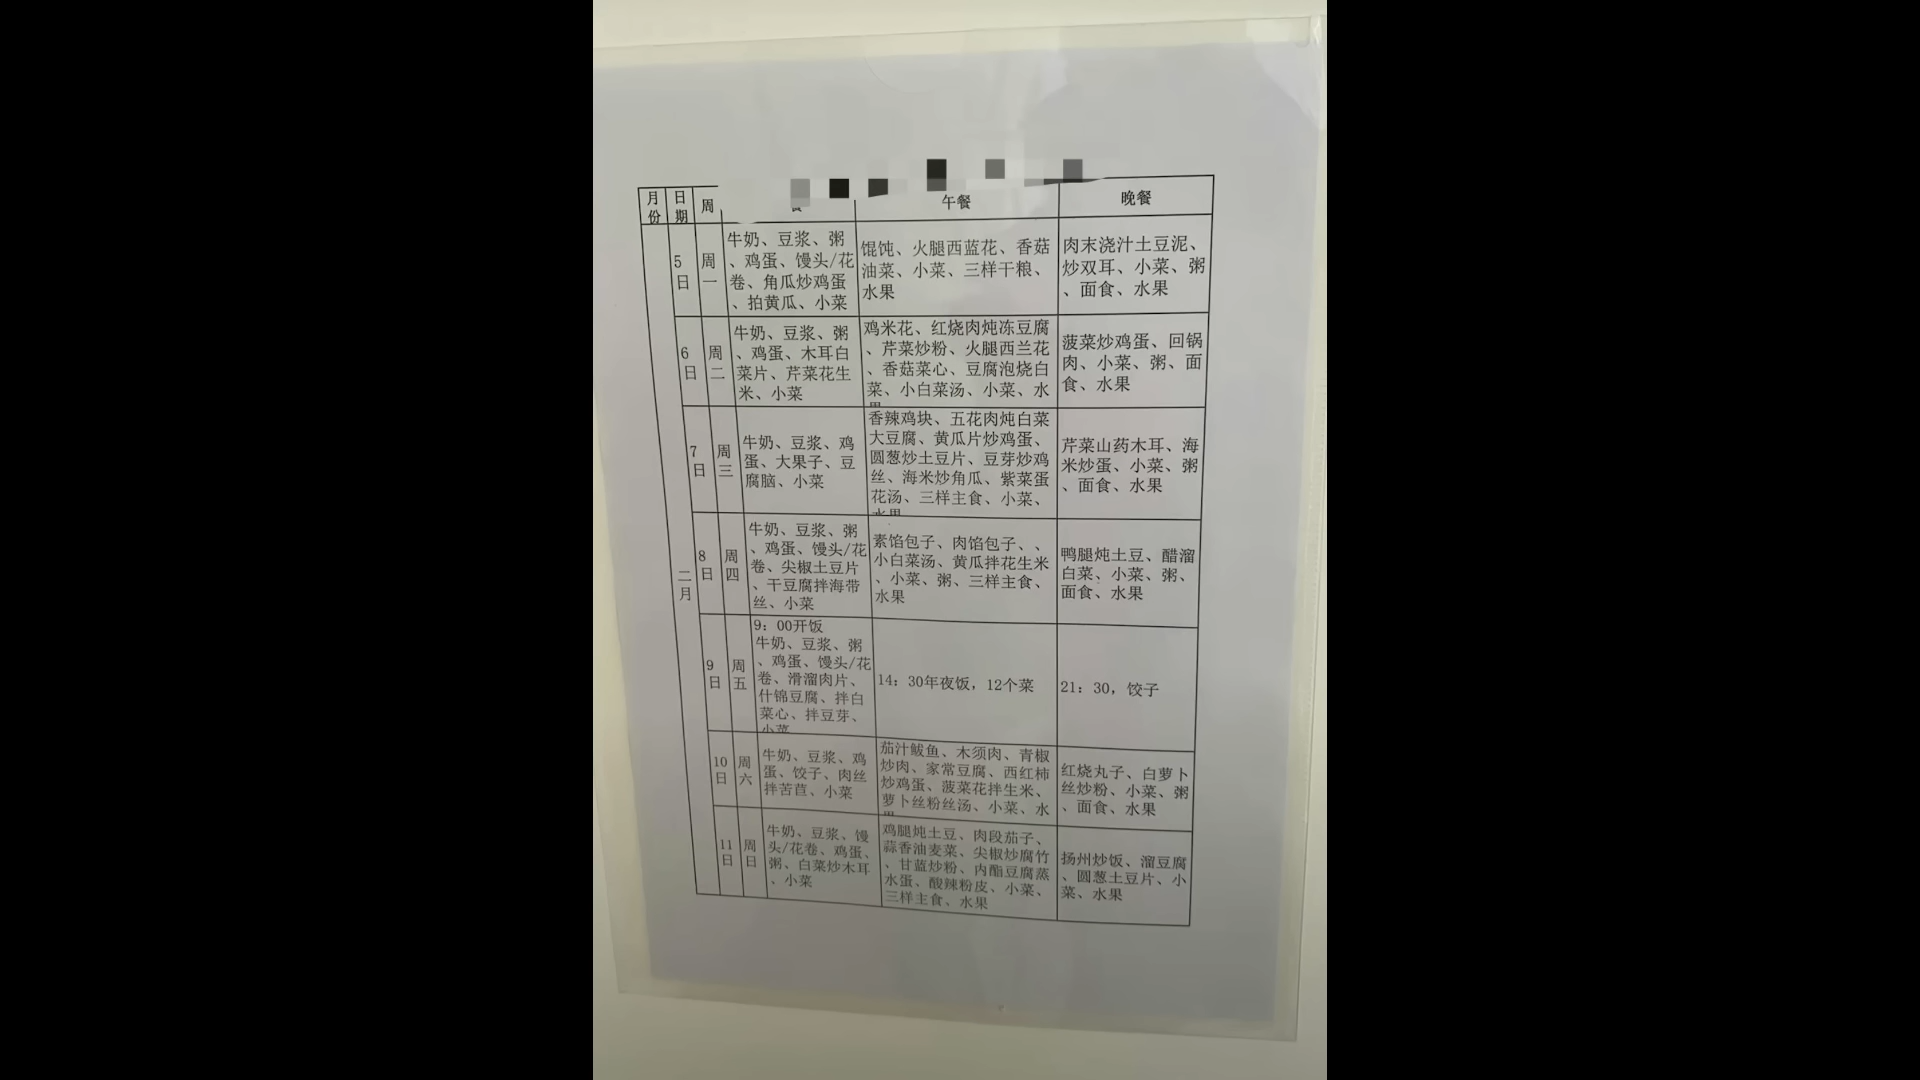 月份
日期
周
餐
午餐
晚餐
二月
5日
周一
牛奶、豆浆、粥
、鸡蛋、馒头/花
卷、角瓜炒鸡蛋
、拍黄瓜、小菜
馄饨、火腿西蓝花、香菇
油菜、小菜、三样干粮、
水果
肉末浇汁土豆泥、
炒双耳、小菜、粥
、面食、水果
6日
周二
牛奶、豆浆、粥
、鸡蛋、木耳白
菜片、芹菜花生
米、小菜
鸡米花、红烧肉炖冻豆腐
、芹菜炒粉、火腿西兰花
、香菇菜心、豆腐泡烧白
菜、小白菜汤、小菜、水
果
菠菜炒鸡蛋、回锅
肉、小菜、粥、面
食、水果
7日
周三
牛奶、豆浆、鸡
蛋、大果子、豆
腐脑、小菜
香辣鸡块、五花肉炖白菜
大豆腐、黄瓜片炒鸡蛋、
圆葱炒土豆片、豆芽炒鸡
丝、海米炒角瓜、紫菜蛋
花汤、三样主食、小菜、
水果
芹菜山药木耳、海
米炒蛋、小菜、粥
、面食、水果
8日
周四
牛奶、豆浆、粥
、鸡蛋、馒头/花
卷、尖椒土豆片
、干豆腐拌海带
丝、小菜
素馅包子、肉馅包子、、
小白菜汤、黄瓜拌花生米
、小菜、粥、三样主食、
水果
鸭腿炖土豆、醋溜
白菜、小菜、粥、
面食、水果
9日
周五
9：00开饭
牛奶、豆浆、粥
、鸡蛋、馒头/花
卷、滑溜肉片、
什锦豆腐、拌白
菜心、拌豆芽、
小菜
14：30年夜饭，12个菜
21：30，饺子
10日
周六
牛奶、豆浆、鸡
蛋、饺子、肉丝
拌苦苣、小菜
茄汁鲅鱼、木须肉、青椒
炒肉、家常豆腐、西红柿
炒鸡蛋、菠菜花拌生米、
萝卜丝粉丝汤、小菜、水
果
红烧丸子、白萝卜
丝炒粉、小菜、粥
、面食、水果
11日
周日
牛奶、豆浆、馒
头/花卷、鸡蛋、
粥、白菜炒木耳
、小菜
鸡腿炖土豆、肉段茄子、
蒜香油麦菜、尖椒炒腐竹
、甘蓝炒粉、内酯豆腐蒸
水蛋、酸辣粉皮、小菜、
三样主食、水果
扬州炒饭、溜豆腐
、圆葱土豆片、小
菜、水果